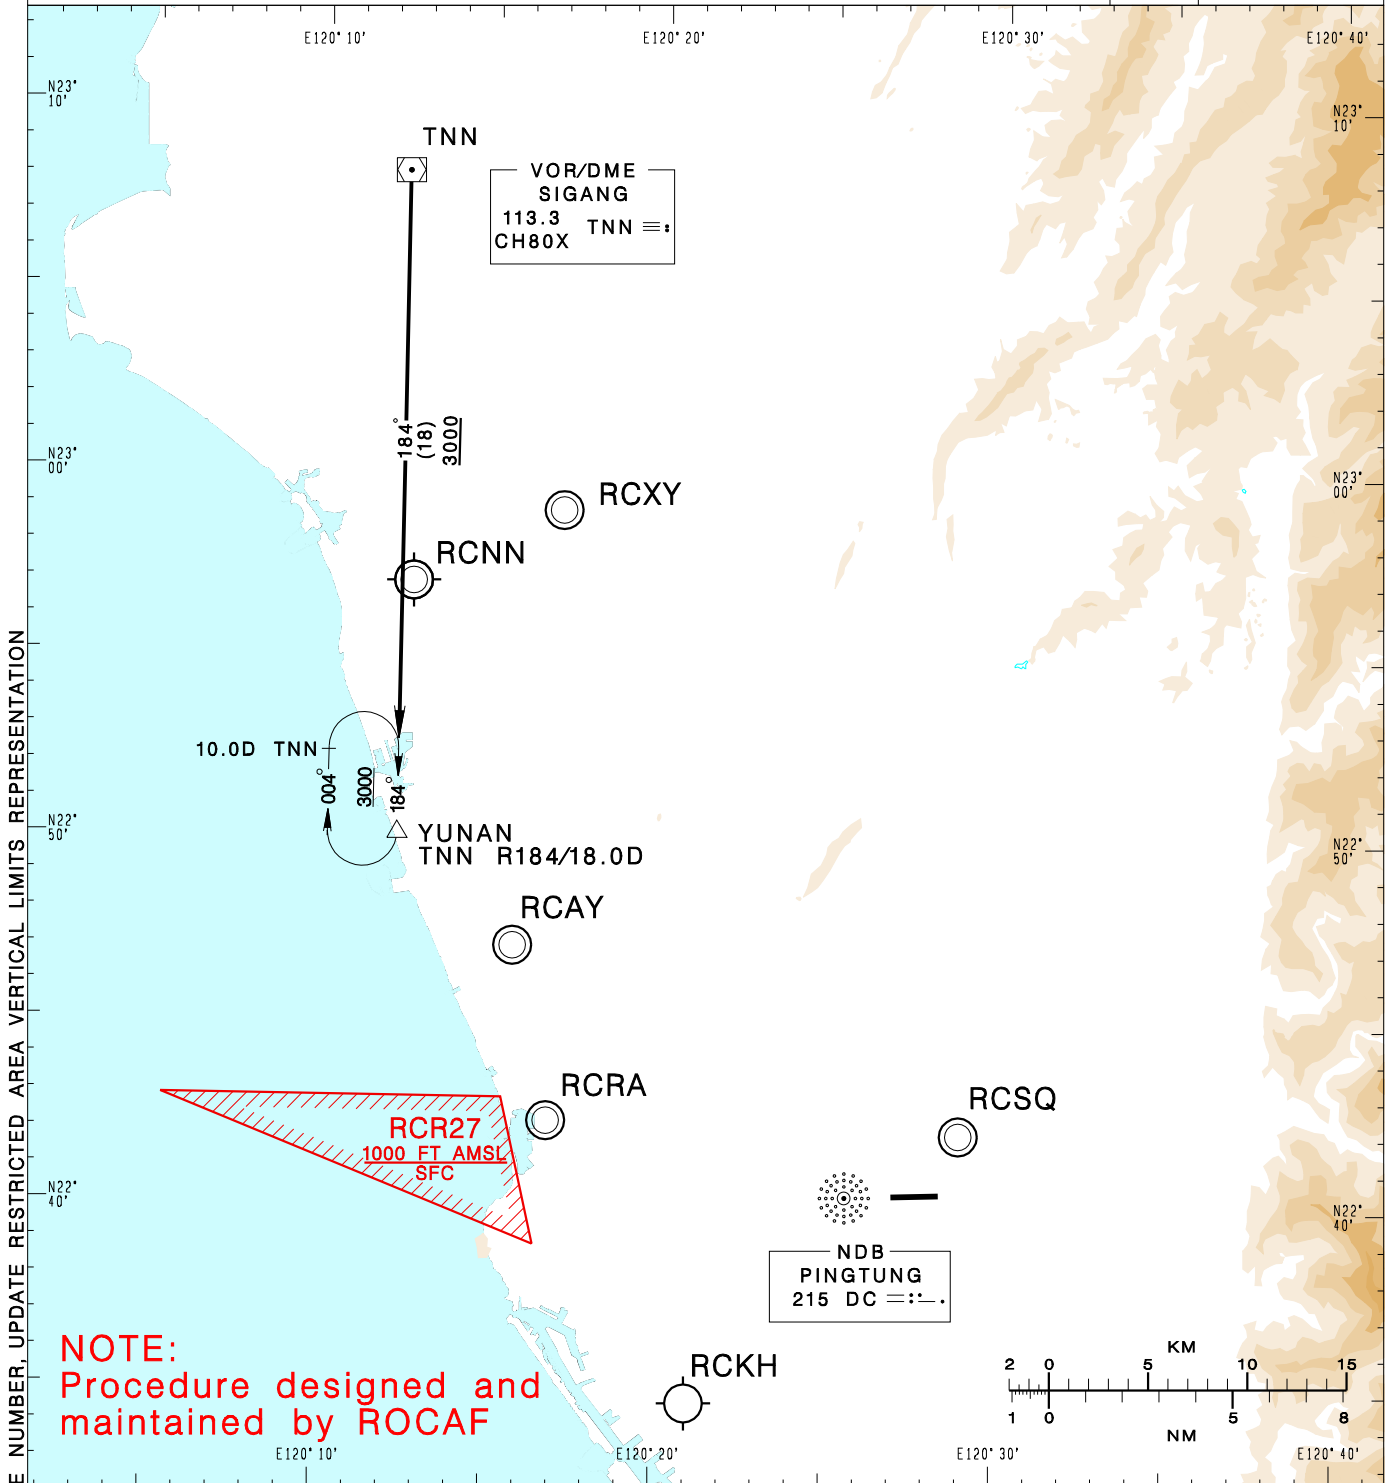 E120° 10'
E120° 20'
E120° 30'
E120° 40'
N23°
10'
N23°
10'
TNN
VOR/DME
SIGANG
113.3
TNN
CH80X
184°
(18)
3000
N23°
00'
N23°
00'
RCXY
RCNN
10.0D TNN
004°
3000
184°
N22°
50'
N22°
50'
YUNAN
TNN R184/18.0D
RCAY
RCRA
RCSQ
RCR27
1000 FT AMSL
SFC
N22°
40'
N22°
40'
NDB
PINGTUNG
215 DC
NOTE:
Procedure designed and
maintained by ROCAF
RCKH
KM
2 0 5 10 15
1 0 5 8
NM
E120° 10'
E120° 20'
E120° 30'
E120° 40'
E NUMBER, UPDATE RESTRICTED AREA VERTICAL LIMITS REPRESENTATION